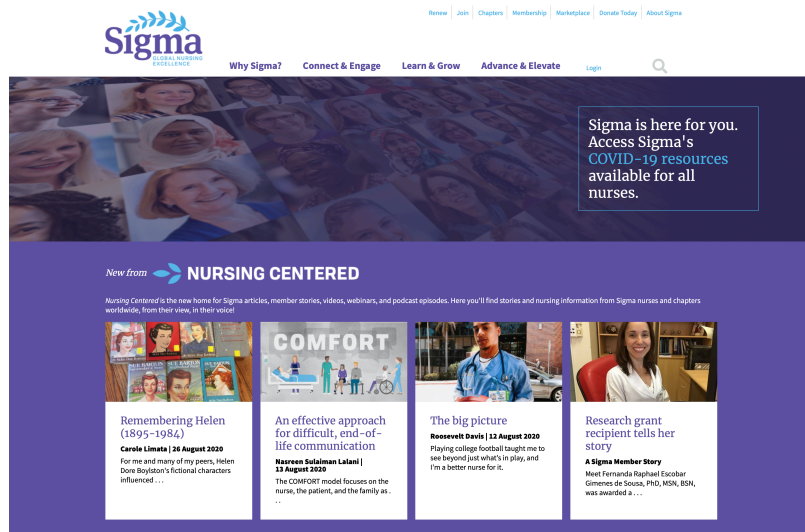 Renew Join Chapters Membership Marketplace Donate Today About Sigma
Sigma
GLOBAL NURSING
EXCELLENCE
Why Sigma? Connect & Engage Learn & Grow Advance & Elevate Login
Sigma is here for you.
Access Sigma's
COVID-19 resources
available for all
nurses.
New from NURSING CENTERED
Nursing Centered is the new home for Sigma articles, member stories, videos, webinars, and podcast episodes. Here you'll find stories and nursing information from Sigma nurses and chapters
worldwide, from their view, in their voice!
SUE BARTON
COMFORT
Remembering Helen
(1895-1984)
Carole Limata | 26 August 2020
For me and many of my peers, Helen
Dore Boylston's fictional characters
influenced . . .
An effective approach
for difficult, end-of-
life communication
Nasreen Sulaiman Lalani |
13 August 2020
The COMFORT model focuses on the
nurse, the patient, and the family as .
. .
The big picture
Roosevelt Davis | 12 August 2020
Playing college football taught me to
see beyond just what's in play, and
I'm a better nurse for it.
Research grant
recipient tells her
story
A Sigma Member Story
Meet Fernanda Raphael Escobar
Gimenes de Sousa, PhD, MSN, BSN,
was awarded a . . .